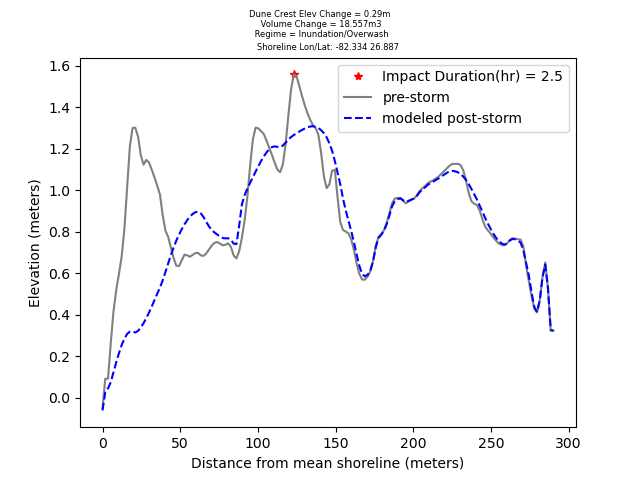 Dune Crest Elev Change = 0.29m
Volume Change = 18.557m3
Regime = Inundation/Overwash
Shoreline Lon/Lat: -82.334 26.887
Impact Duration(hr) = 2.5
pre-storm
modeled post-storm
Elevation (meters)
1.6
1.4
1.2
1.0
0.8
0.6
0.4
0.2
0.0
0
50
100
150
200
250
300
Distance from mean shoreline (meters)